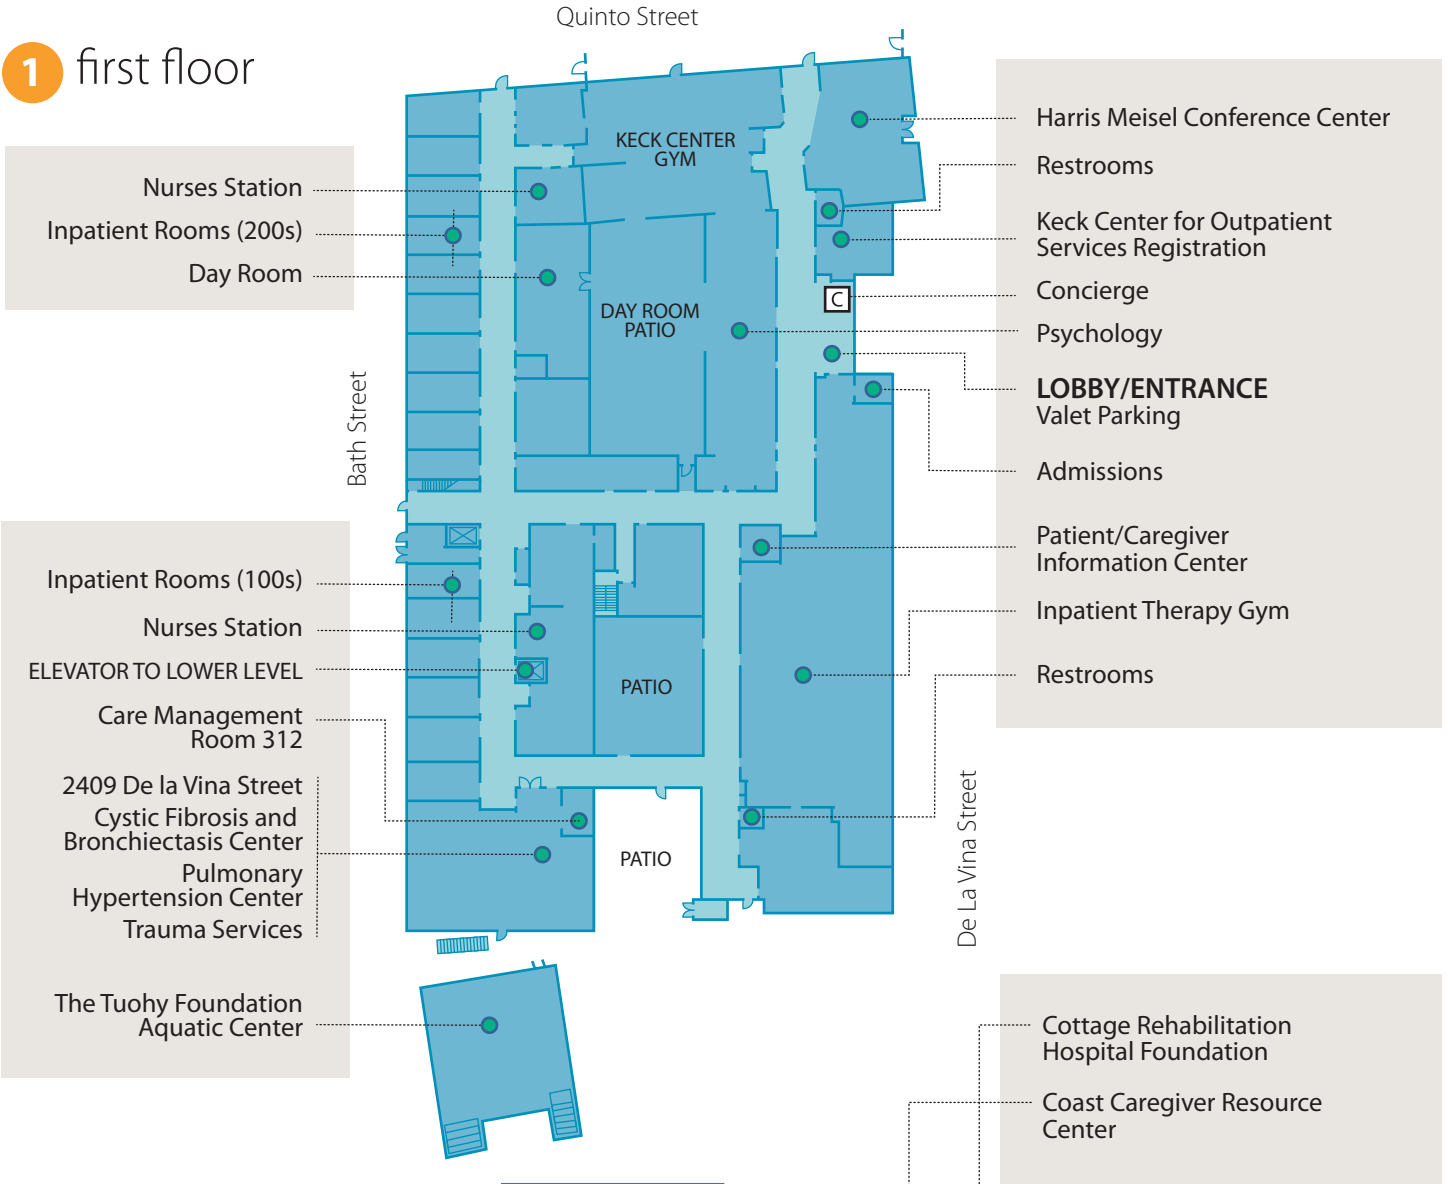 Quinto Street
1 first floor
Nurses Station
Inpatient Rooms (200s)
Day Room
KECK CENTER
GYM
DAY ROOM
PATIO
C
Harris Meisel Conference Center
Restrooms
Keck Center for Outpatient
Services Registration
Concierge
Psychology
LOBBY/ENTRANCE
Valet Parking
Admissions
Patient/Caregiver
Information Center
Inpatient Therapy Gym
Restrooms
Bath Street
Inpatient Rooms (100s)
Nurses Station
ELEVATOR TO LOWER LEVEL
Care Management
Room 312
2409 De la Vina Street
Cystic Fibrosis and
Bronchiectasis Center
Pulmonary
Hypertension Center
Trauma Services
The Tuohy Foundation
Aquatic Center
PATIO
PATIO
De La Vina Street
Cottage Rehabilitation
Hospital Foundation
Coast Caregiver Resource
Center